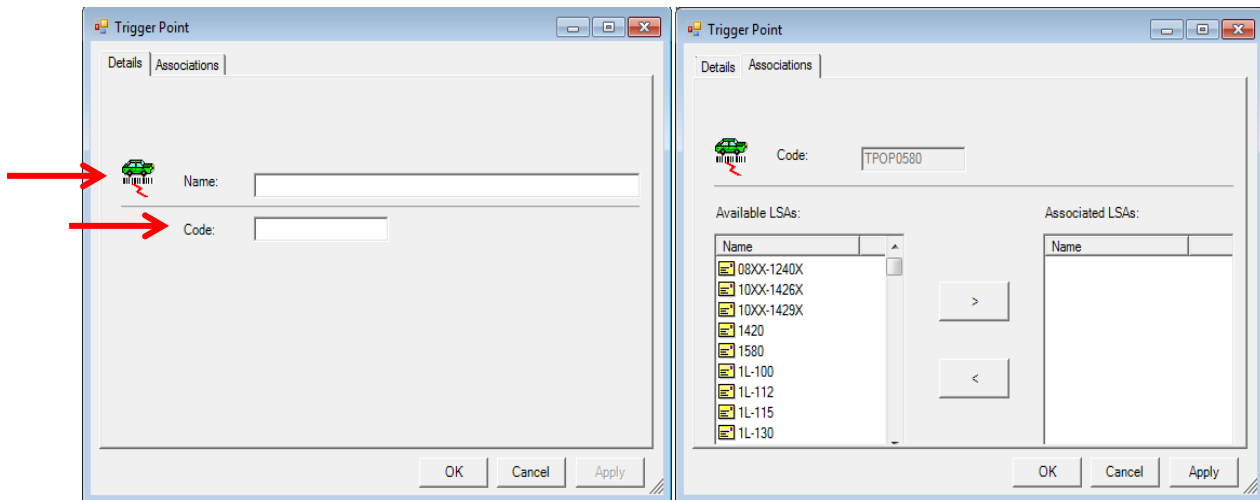 Trigger Point
Details Associations
Name:
Code:
OK Cancel Apply
Trigger Point
Details Associations
Code: TPOP0580
Available LSAs: Associated LSAs:
Name Name
08XX-1240X
10XX-1426X
10XX-1429X
1420
1580
1L-100
1L-112
1L-115
1L-130
>
<
OK Cancel Apply